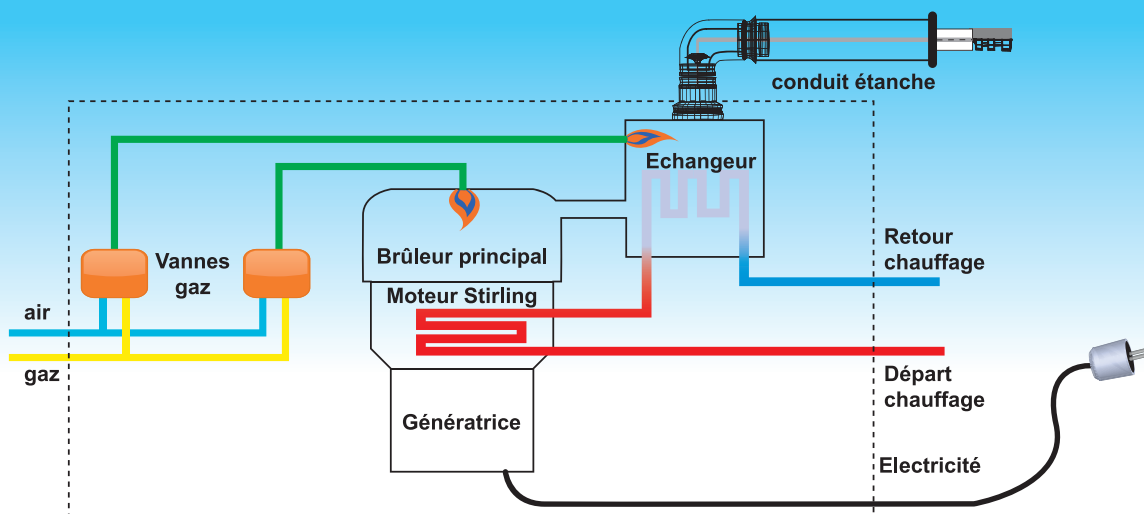 conduit étanche
Echangeur
Brûleur principal
Vannes
gaz
Retour
chauffage
Moteur Stirling
air
gaz
Départ
chauffage
Génératrice
Electricité